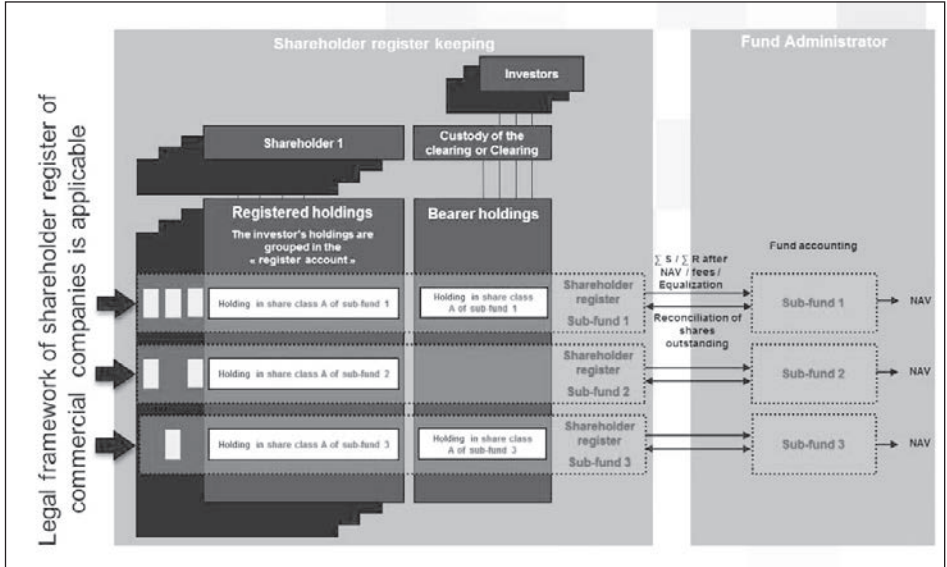 Legal framework of shareholder register of
commercial companies is applicable
Shareholder register keeping
Fund Administrator
Investors
Shareholder 1
Custody of the
clearing or Clearing
Registered holdings
The investor's holdings are
grouped in the
« register account »
Bearer holdings
Fund accounting
∑ S / ∑ R after
NAV / fees /
Equalization
Reconciliation of
shares
outstanding
Holding in share class A of sub-fund 1
Holding in share class
A of sub-fund 1
Shareholder
register
Sub-fund 1
Sub-fund 1
NAV
Holding in share class A of sub-fund 2
Shareholder
register
Sub-fund 2
Sub-fund 2
NAV
Holding in share class A of sub-fund 3
Holding in share class
A of sub-fund 3
Shareholder
register
Sub-fund 3
Sub-fund 3
NAV